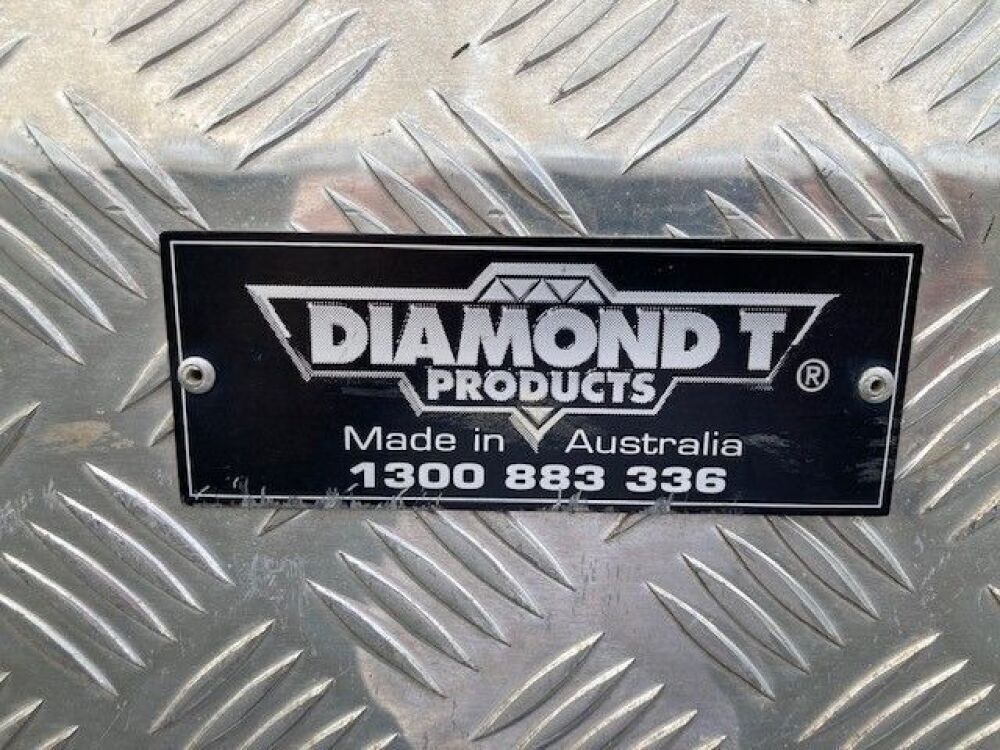 DIAMOND T
PRODUCTS ®
Made in Australia
1300 883 336